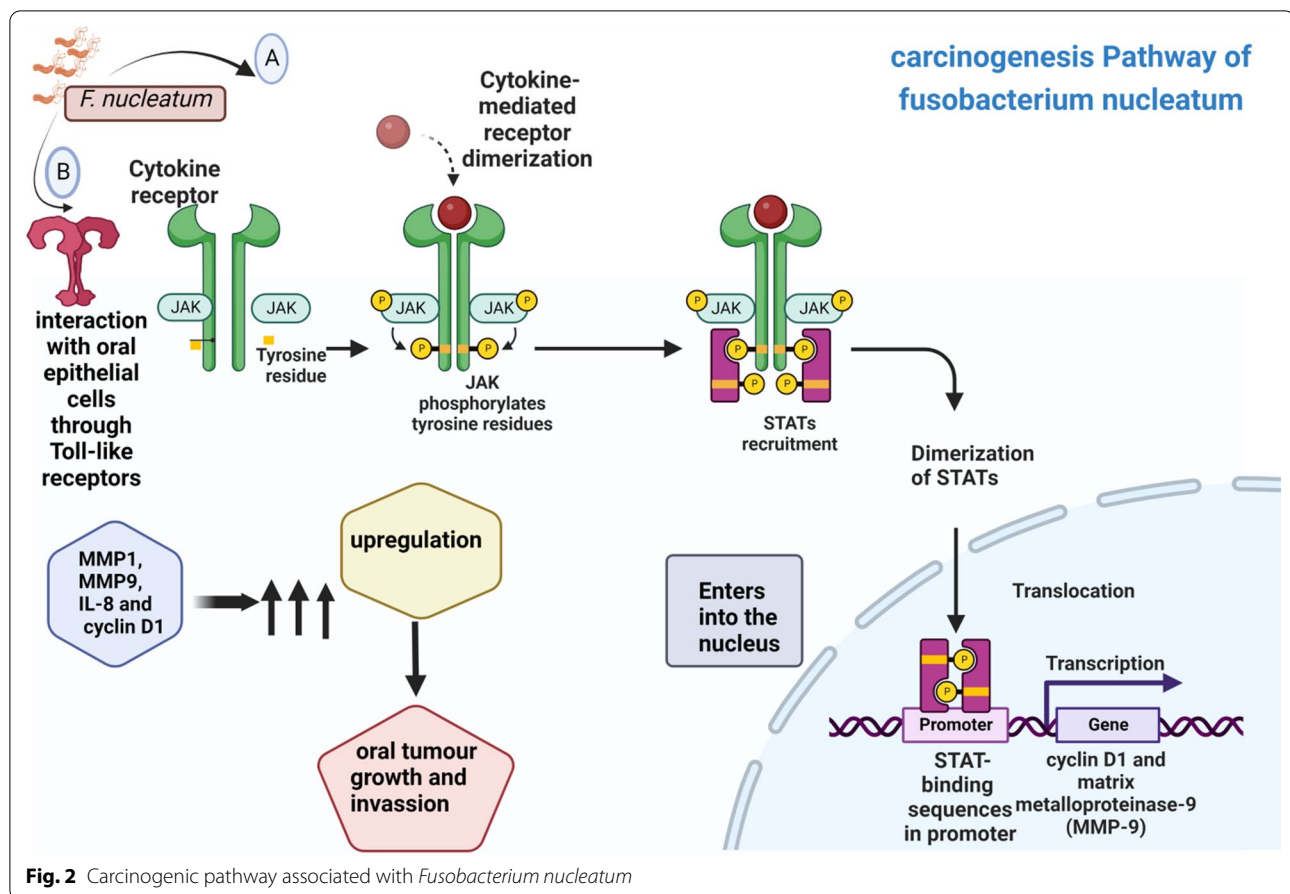 carcinogenesis Pathway of
fusobacterium nucleatum
A
F. nucleatum
B
Cytokine
receptor
Cytokine-
mediated
receptor
dimerization
JAK
JAK
Tyrosine
residue
P
JAK
JAK
P
P
P
JAK
phosphorylates
tyrosine residues
P
JAK
JAK
P
P
P
P
P
STATs
recruitment
interaction
with oral
epithelial
cells
through
Toll-like
receptors
Dimerization
of STATs
MMP1,
MMP9,
IL-8 and
cyclin D1
upregulation
oral tumour
growth and
invassion
Enters
into the
nucleus
Translocation
P
P
Transcription
Promoter
Gene
STAT-
binding
sequences
in promoter
cyclin D1 and
matrix
metalloproteinase-9
(MMP-9)
Fig. 2 Carcinogenic pathway associated with Fusobacterium nucleatum